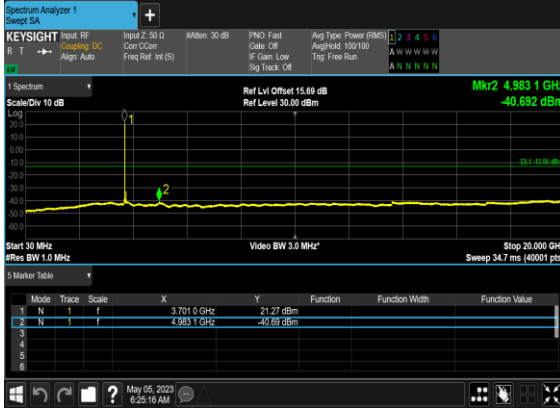 Spectrum Analyzer 1
Swept SA
+
KEYSIGHT
R T
Input: RF
Coupling: DC
Align: Auto
Input Z: 50 Ω
Corr CCorr
Freq Ref: Int (S)
#Atten: 30 dB
PNO: Fast
Gate: Off
IF Gain: Low
Sig Track: Off
Avg Type: Power (RMS)
Avg|Hold: 100/100
Trig: Free Run
1 2 3 4 5 6
A W W W W W
A N N N N N
1 Spectrum
Scale/Div 10 dB
Ref Lvl Offset 15.69 dB
Ref Level 30.00 dBm
Mkr2 4.983 1 GHz
-40.692 dBm
Log
20.0
10.0
0.00
-10.0
-20.0
-30.0
-40.0
-50.0
-60.0
1
2
DL1 -13.00 dBm
Start 30 MHz
#Res BW 1.0 MHz
Video BW 3.0 MHz*
Stop 20.000 GH
Sweep 34.7 ms (40001 pts
5 Marker Table
Mode Trace Scale X Y Function Function Width Function Value
1 N 1 f 3.701 0 GHz 21.27 dBm
2 N 1 f 4.983 1 GHz -40.69 dBm
3
4
5
6
?
May 05, 2023
6:25:16 AM